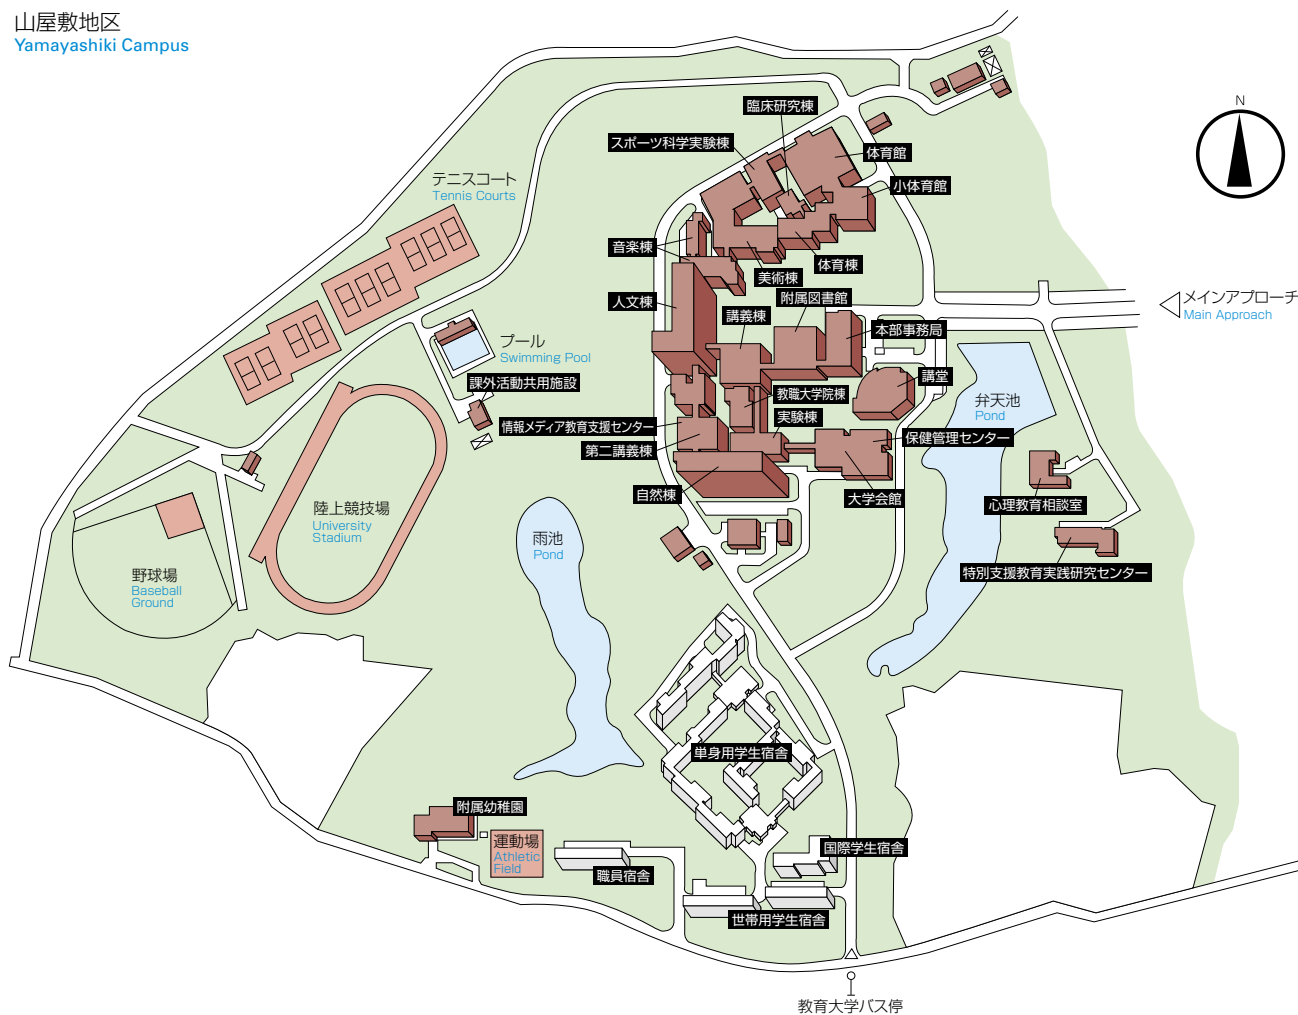 山屋敷地区
Yamayashiki Campus
N
臨床研究棟
スポーツ科学実験棟
体育館
小体育館
テニスコート
Tennis Courts
音楽棟
体育棟
美術棟
人文棟
附属図書館
講義棟
本部事務局
メインアプローチ
Main Approach
プール
Swimming Pool
課外活動共用施設
講堂
教職大学院棟
弁天池
Pond
実験棟
情報メディア教育支援センター
保健管理センター
第二講義棟
自然棟
大学会館
心理教育相談室
陸上競技場
University
Stadium
雨池
Pond
特別支援教育実践研究センター
野球場
Baseball
Ground
単身用学生宿舎
附属幼稚園
運動場
Athletic
Field
国際学生宿舎
職員宿舎
世帯用学生宿舎
教育大学バス停